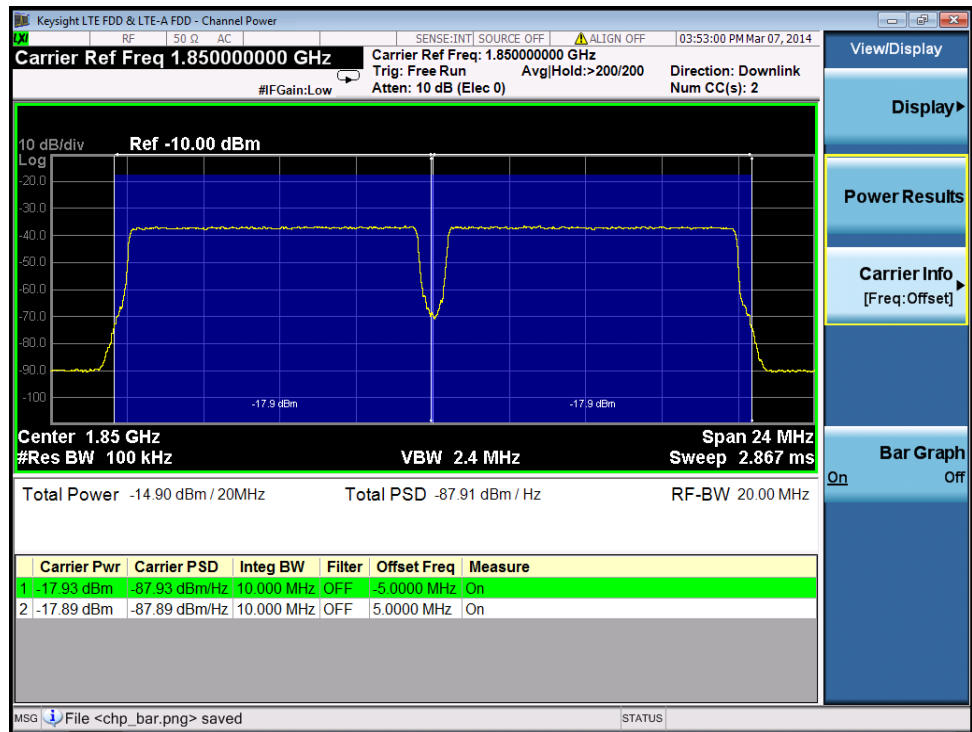 Keysight LTE FDD & LTE-A FDD - Channel Power
LXI RF 50 Ω AC SENSE:INT SOURCE OFF ALIGN OFF 03:53:00 PM Mar 07, 2014
Carrier Ref Freq 1.850000000 GHz
#IFGain:Low
Carrier Ref Freq: 1.850000000 GHz
Trig: Free Run Avg|Hold:>200/200 Direction: Downlink
Atten: 10 dB (Elec 0) Num CC(s): 2
10 dB/div Ref -10.00 dBm
Log
-20.0
-30.0
-40.0
-50.0
-60.0
-70.0
-80.0
-90.0
-100
-17.9 dBm -17.9 dBm
Center 1.85 GHz Span 24 MHz
#Res BW 100 kHz VBW 2.4 MHz Sweep 2.867 ms
Total Power -14.90 dBm / 20MHz Total PSD -87.91 dBm / Hz RF-BW 20.00 MHz
Carrier Pwr Carrier PSD Integ BW Filter Offset Freq Measure
1 -17.93 dBm -87.93 dBm/Hz 10.000 MHz OFF -5.0000 MHz On
2 -17.89 dBm -87.89 dBm/Hz 10.000 MHz OFF 5.0000 MHz On
MSG File <chp_bar.png> saved STATUS
View/Display
Display
Power Results
Carrier Info
[Freq:Offset]
Bar Graph
On Off